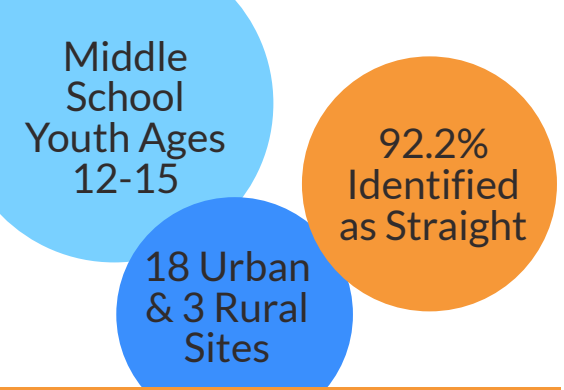 Middle
School
Youth Ages
12-15
92.2%
Identified
as Straight
18 Urban
& 3 Rural
Sites